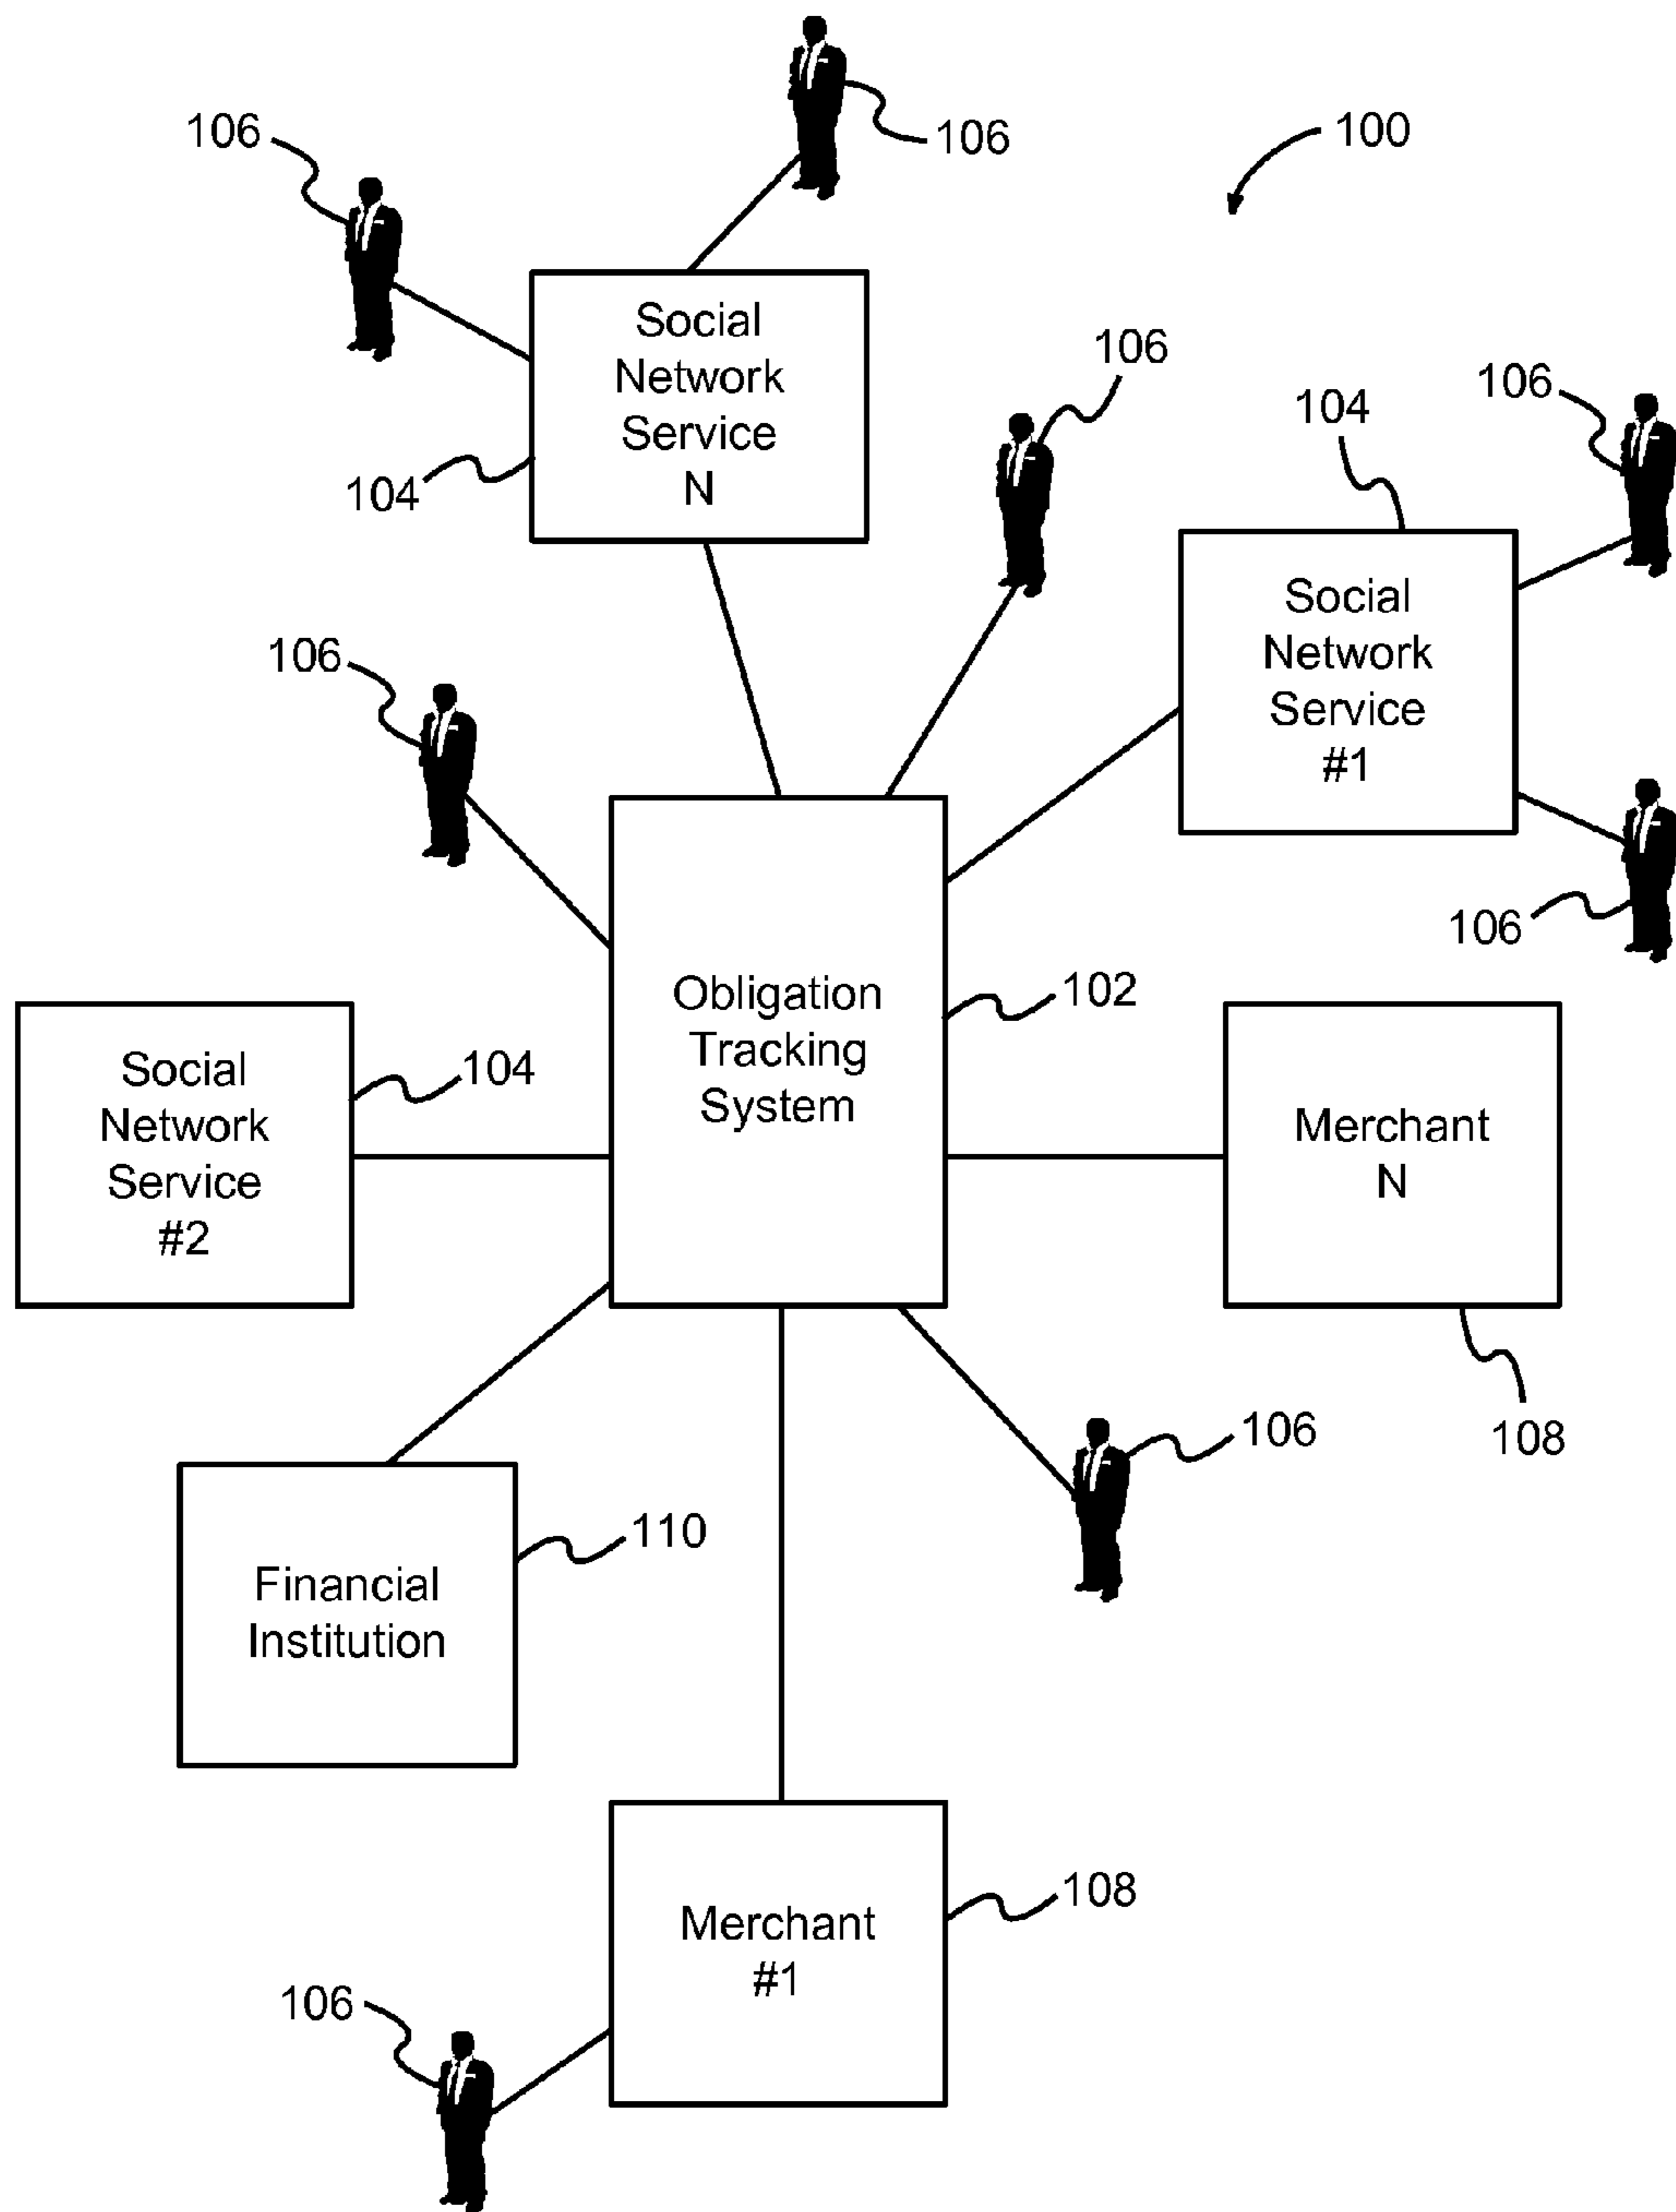 106
106
100
Social
Network
Service
N
104
106
104
106
Social
Network
Service
#1
106
106
Obligation
Tracking
System
102
Social
Network
Service
#2
104
Merchant
N
108
106
110
Financial
Institution
Merchant
#1
108
106